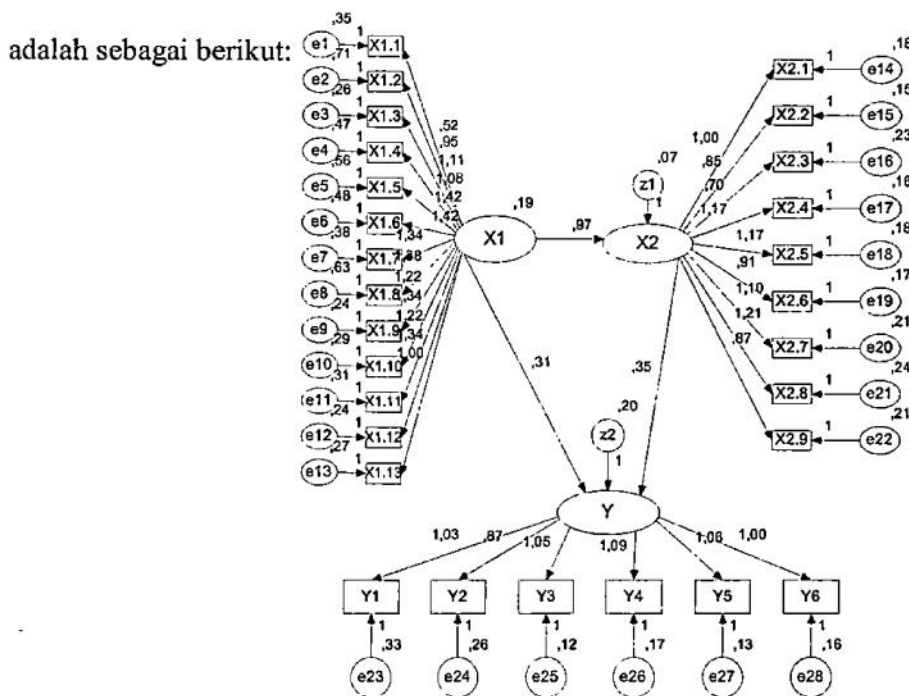 adalah sebagai berikut:
,35
e1 1 X1.1
,71
e2 1 X1.2
,26
e3 1 X1.3
,47
e4 1 X1.4
,56
e5 1 X1.5
,48
e6 1 X1.6
,38
e7 1 X1.7
,63
e8 1 X1.8
,24
e9 1 X1.9
,29
e10 1 X1.10
,31
e11 1 X1.11
,24
e12 1 X1.12
,27
e13 1 X1.13
,52
,95
1,11
1,08
1,42
1,42
1,34
1,22
,34
1,22
,34
1,00
,19
X1
,97
,07
z1
1
X2
1,00
,85
,70
1,17
1,17
,91
1,10
1,21
,87
X2.1 1 e14
,15
X2.2 1 e15
,23
X2.3 1 e16
X2.4 1 e17
,18
X2.5 1 e18
,17
X2.6 1 e19
,21
X2.7 1 e20
,24
X2.8 1 e21
,21
X2.9 1 e22
,31
,35
,20
z2
1
Y
1,03 ,87 1,05 1,09 1,00
Y1 Y2 Y3 Y4 Y5 Y6
1 1 1 1 1 1
,33 ,26 ,12 ,17 ,13 ,16
e23 e24 e25 e26 e27 e28